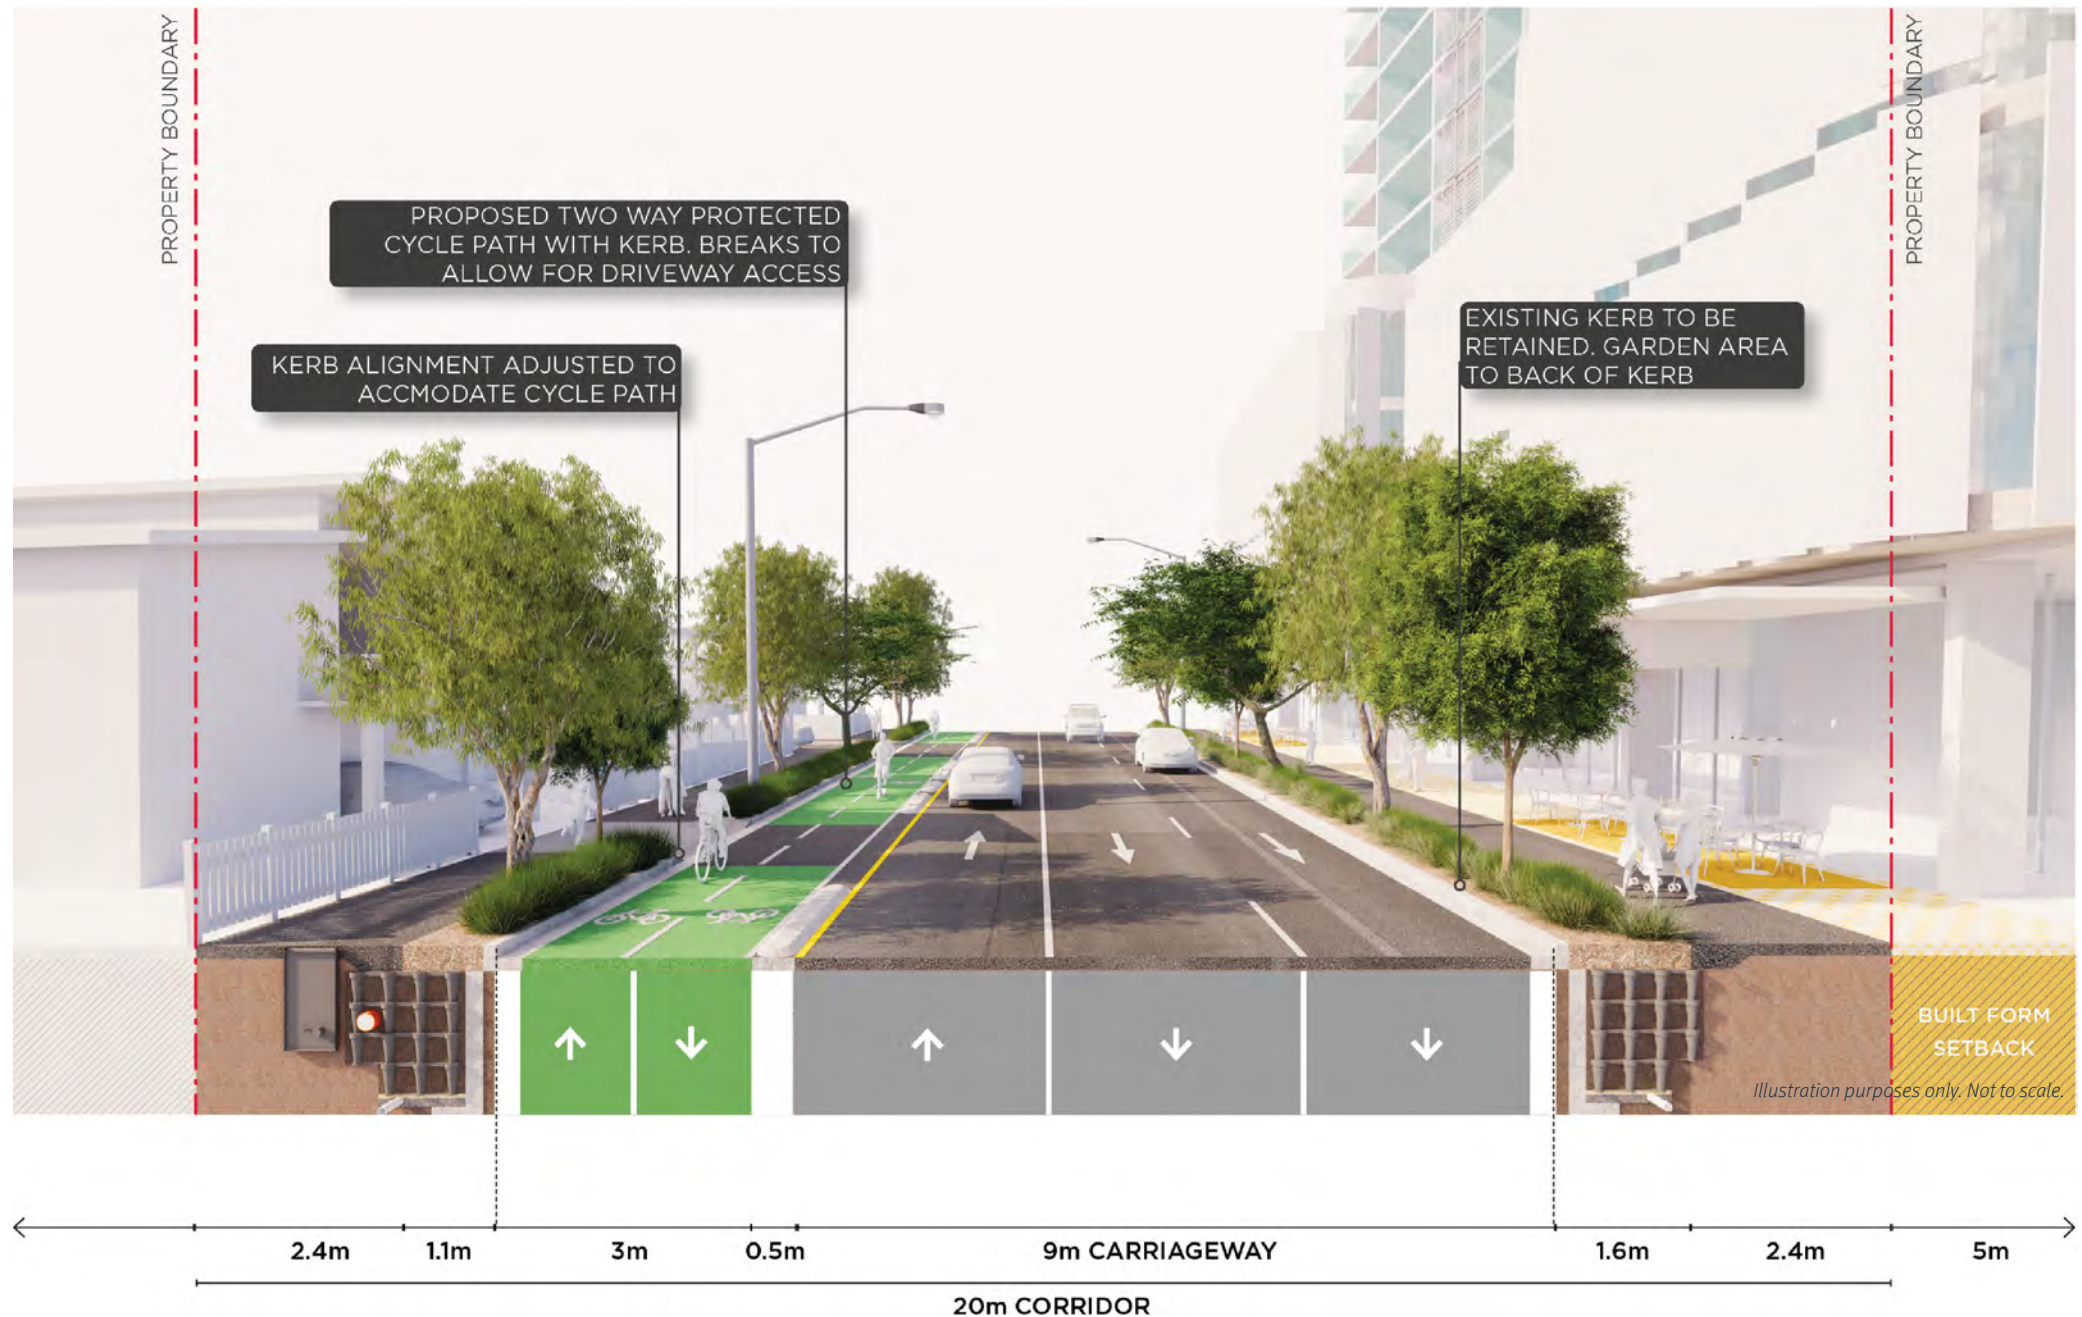 PROPERTY BOUNDARY
PROPERTY BOUNDARY
PROPOSED TWO WAY PROTECTED
CYCLE PATH WITH KERB. BREAKS TO
ALLOW FOR DRIVEWAY ACCESS
EXISTING KERB TO BE
RETAINED. GARDEN AREA
TO BACK OF KERB
KERB ALIGNMENT ADJUSTED TO
ACCMODATE CYCLE PATH
BUILT FORM
SETBACK
Illustration purposes only. Not to scale.
2.4m
1.1m
3m
0.5m
9m CARRIAGEWAY
1.6m
2.4m
5m
20m CORRIDOR